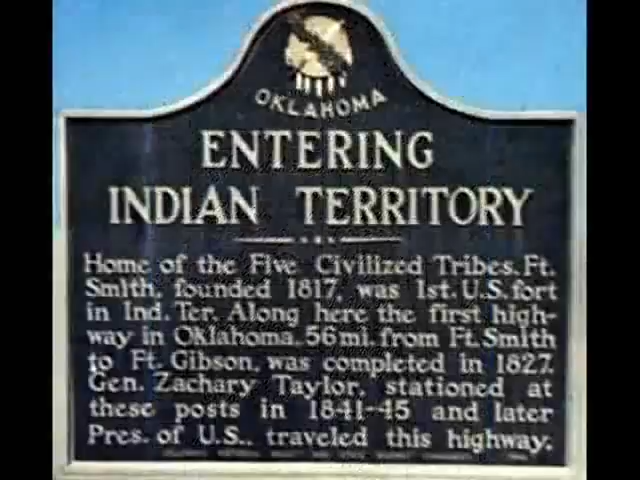 OKLAHOMA
ENTERING
INDIAN TERRITORY
Home of the Five Civilized Tribes. Ft.
Smith, founded 1817, was 1st. U.S. fort
in Ind. Ter. Along here the first high-
way in Oklahoma, 56 mi. from Ft. Smith
to Ft. Gibson, was completed in 1827.
Gen. Zachary Taylor, stationed at
these posts in 1841-45 and later
Pres. of U.S., traveled this highway.